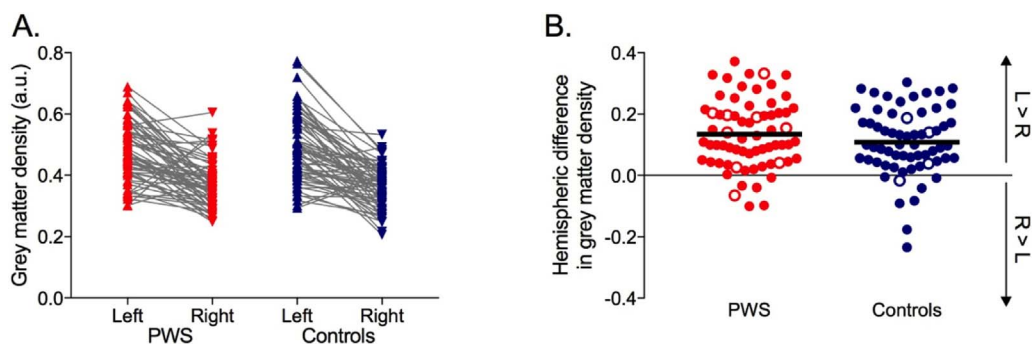 A.
Grey matter density (a.u.)
0.8
0.6
0.4
0.2
0.0
Left
Right
Left
Right
PWS
Controls
B.
Hemispheric difference
in grey matter density
0.4
0.2
0.0
-0.2
-0.4
PWS
Controls
L > R
R > L